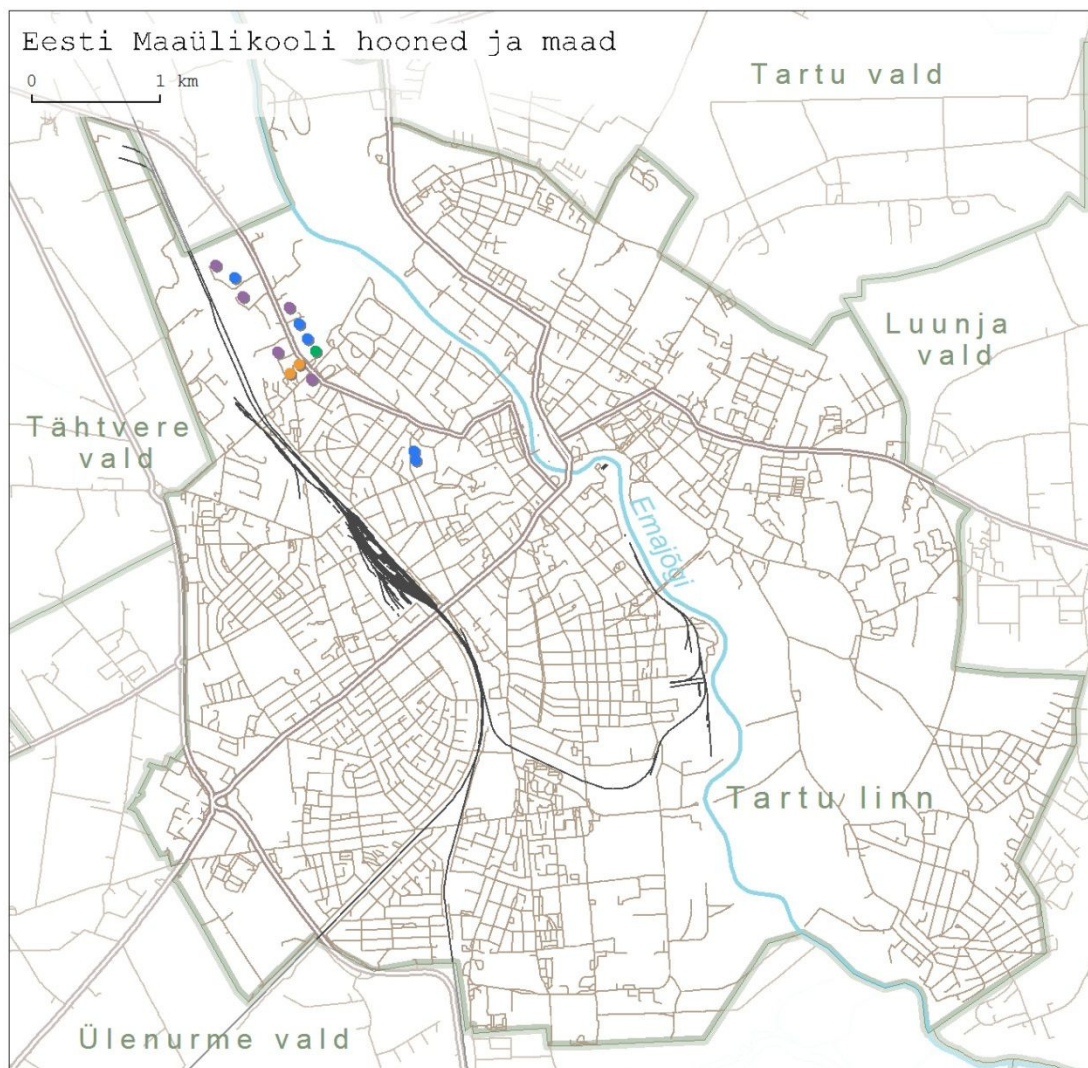 Eesti Maaülikooli hooned ja maad
0 1 km
Tartu vald
Luunja
vald
Tähtvere
vald
Emajõgi
Tartu linn
Ülenurme vald